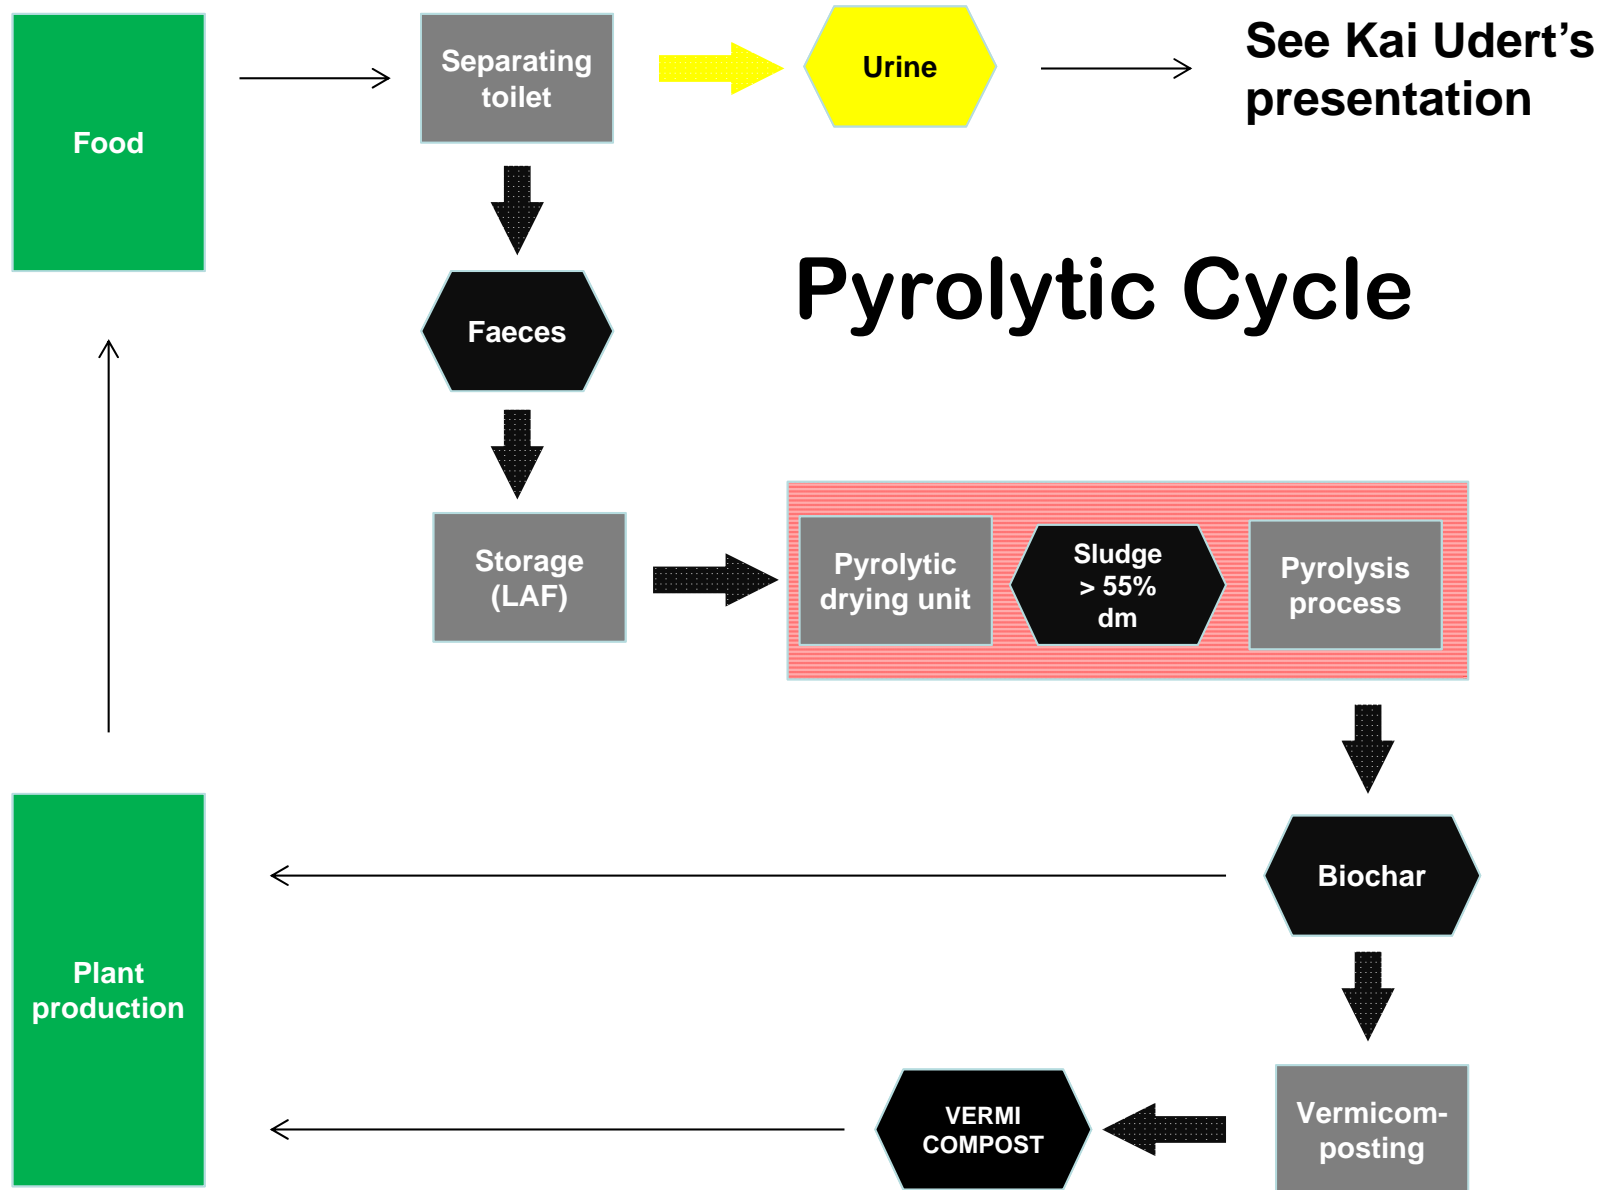 Food
Separating
toilet
Urine
See Kai Udert’s
presentation
Pyrolytic Cycle
Faeces
Storage
(LAF)
Pyrolytic
drying unit
Sludge
> 55%
dm
Pyrolysis
process
Biochar
Plant
production
VERMI
COMPOST
Vermicom-
posting